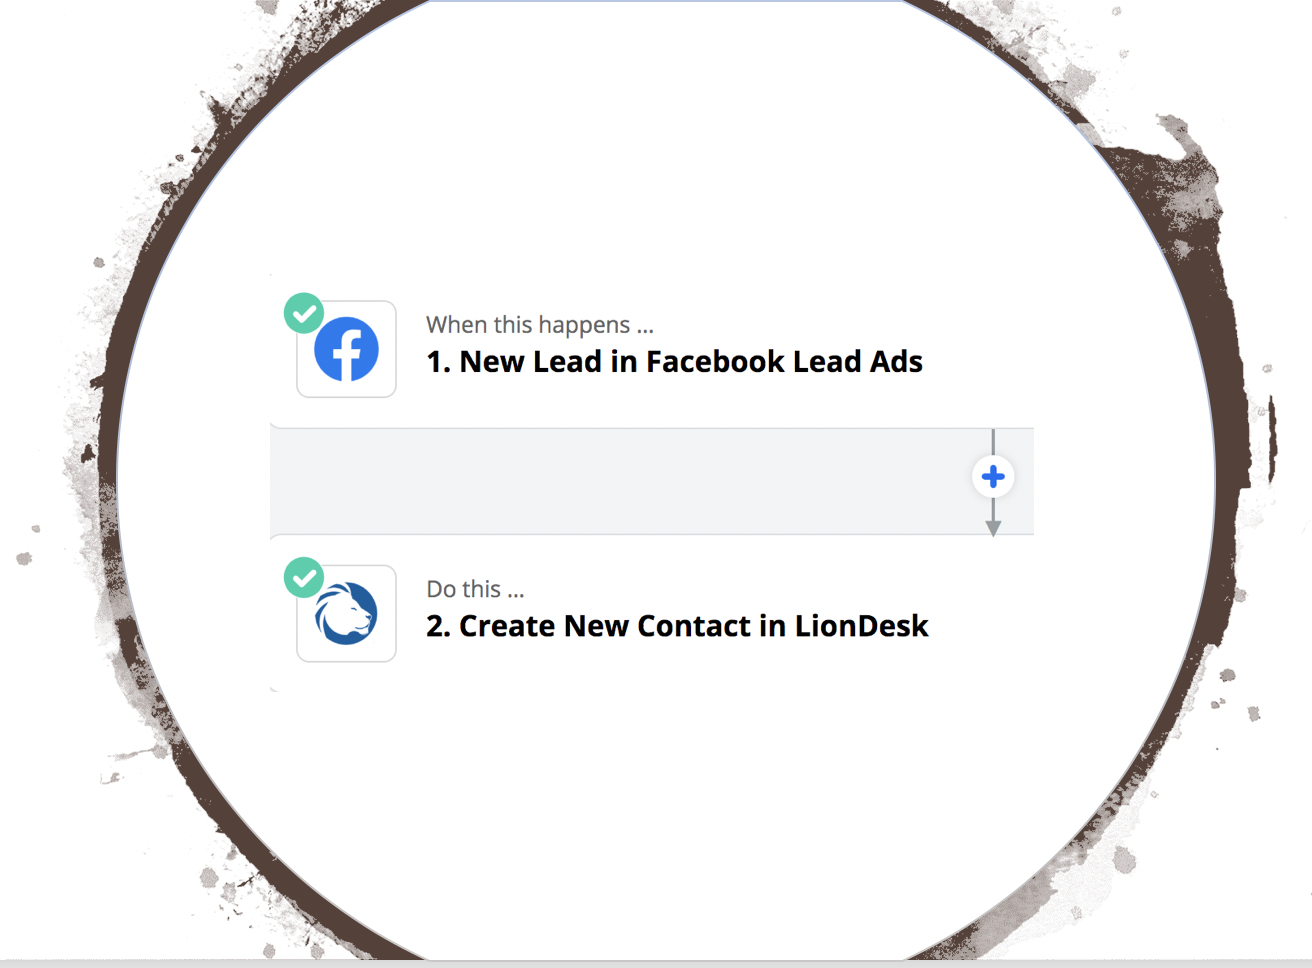 When this happens ...
1. New Lead in Facebook Lead Ads
Do this ...
2. Create New Contact in LionDesk